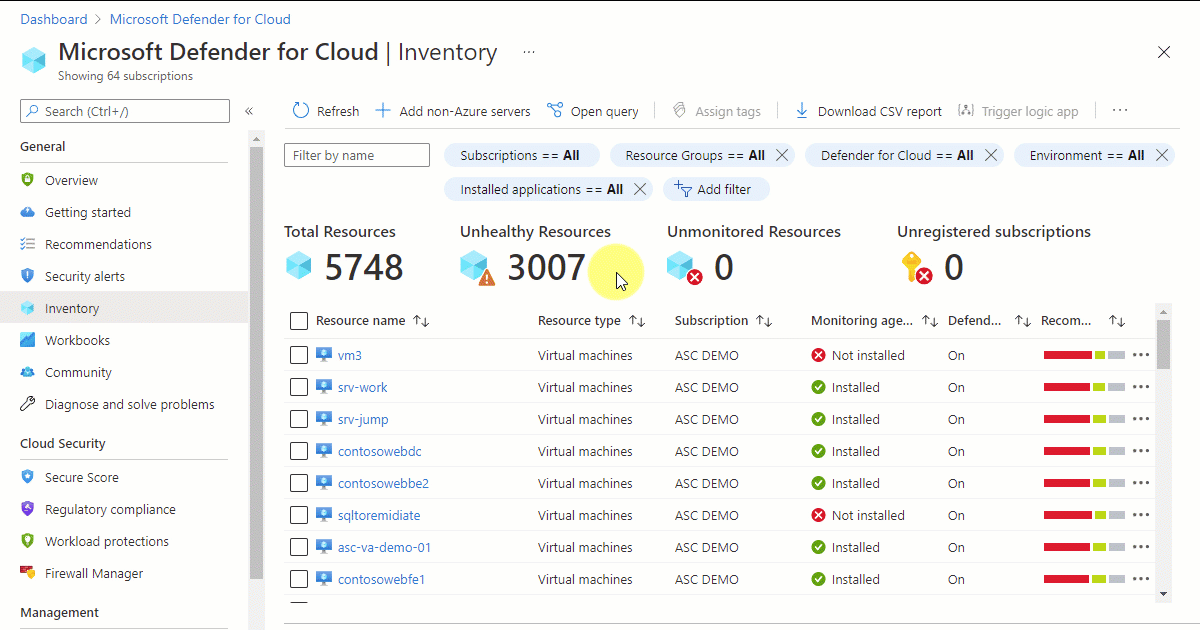 Dashboard > Microsoft Defender for Cloud
Microsoft Defender for Cloud | Inventory ...
Showing 64 subscriptions
Search (Ctrl+/)
«
General
Overview
Getting started
Recommendations
Security alerts
Inventory
Workbooks
Community
Diagnose and solve problems
Cloud Security
Secure Score
Regulatory compliance
Workload protections
Firewall Manager
Management
Refresh Add non-Azure servers Open query Assign tags Download CSV report Trigger logic app ...
Filter by name Subscriptions == All Resource Groups == All Defender for Cloud == All Environment == All
Installed applications == All Add filter
Total Resources Unhealthy Resources Unmonitored Resources Unregistered subscriptions
5748 3007 0 0
Resource name Resource type Subscription Monitoring age... Defend... Recom...
vm3 Virtual machines ASC DEMO Not installed On ...
srv-work Virtual machines ASC DEMO Installed On ...
srv-jump Virtual machines ASC DEMO Installed On ...
contosowebdc Virtual machines ASC DEMO Installed On ...
contosowebbe2 Virtual machines ASC DEMO Installed On ...
sqltoremidiate Virtual machines ASC DEMO Not installed On ...
asc-va-demo-01 Virtual machines ASC DEMO Installed On ...
contosowebfe1 Virtual machines ASC DEMO Installed On ...